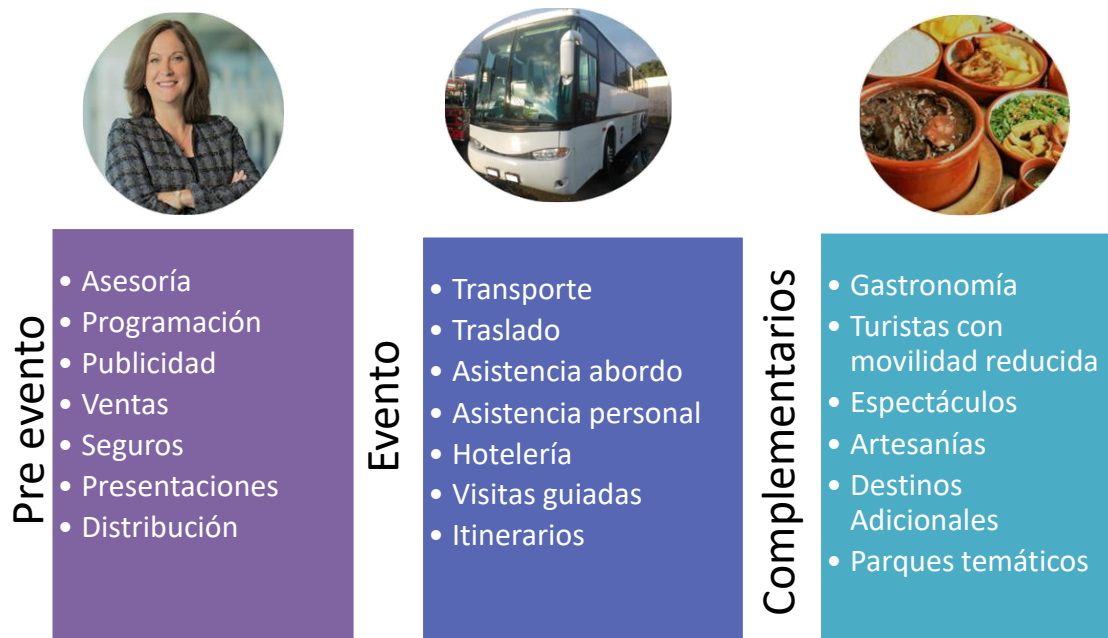 Pre evento
• Asesoría
• Programación
• Publicidad
• Ventas
• Seguros
• Presentaciones
• Distribución
Evento
• Transporte
• Traslado
• Asistencia abordo
• Asistencia personal
• Hotelería
• Visitas guiadas
• Itinerarios
Complementarios
• Gastronomía
• Turistas con
movilidad reducida
• Espectáculos
• Artesanías
• Destinos
Adicionales
• Parques temáticos